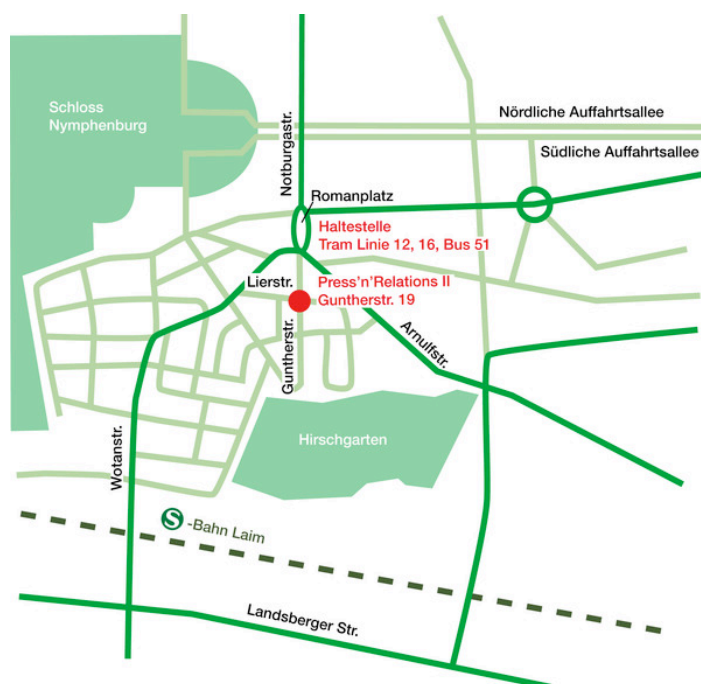 Schloss
Nymphenburg
Nördliche Auffahrtsallee
Südliche Auffahrtsallee
Notburgastr.
Romanplatz
Haltestelle
Tram Linie 12, 16, Bus 51
Lierstr.
Press'n'Relations II
Guntherstr. 19
Guntherstr.
Arnulfstr.
Hirschgarten
Wotanstr.
S-Bahn Laim
Landsberger Str.